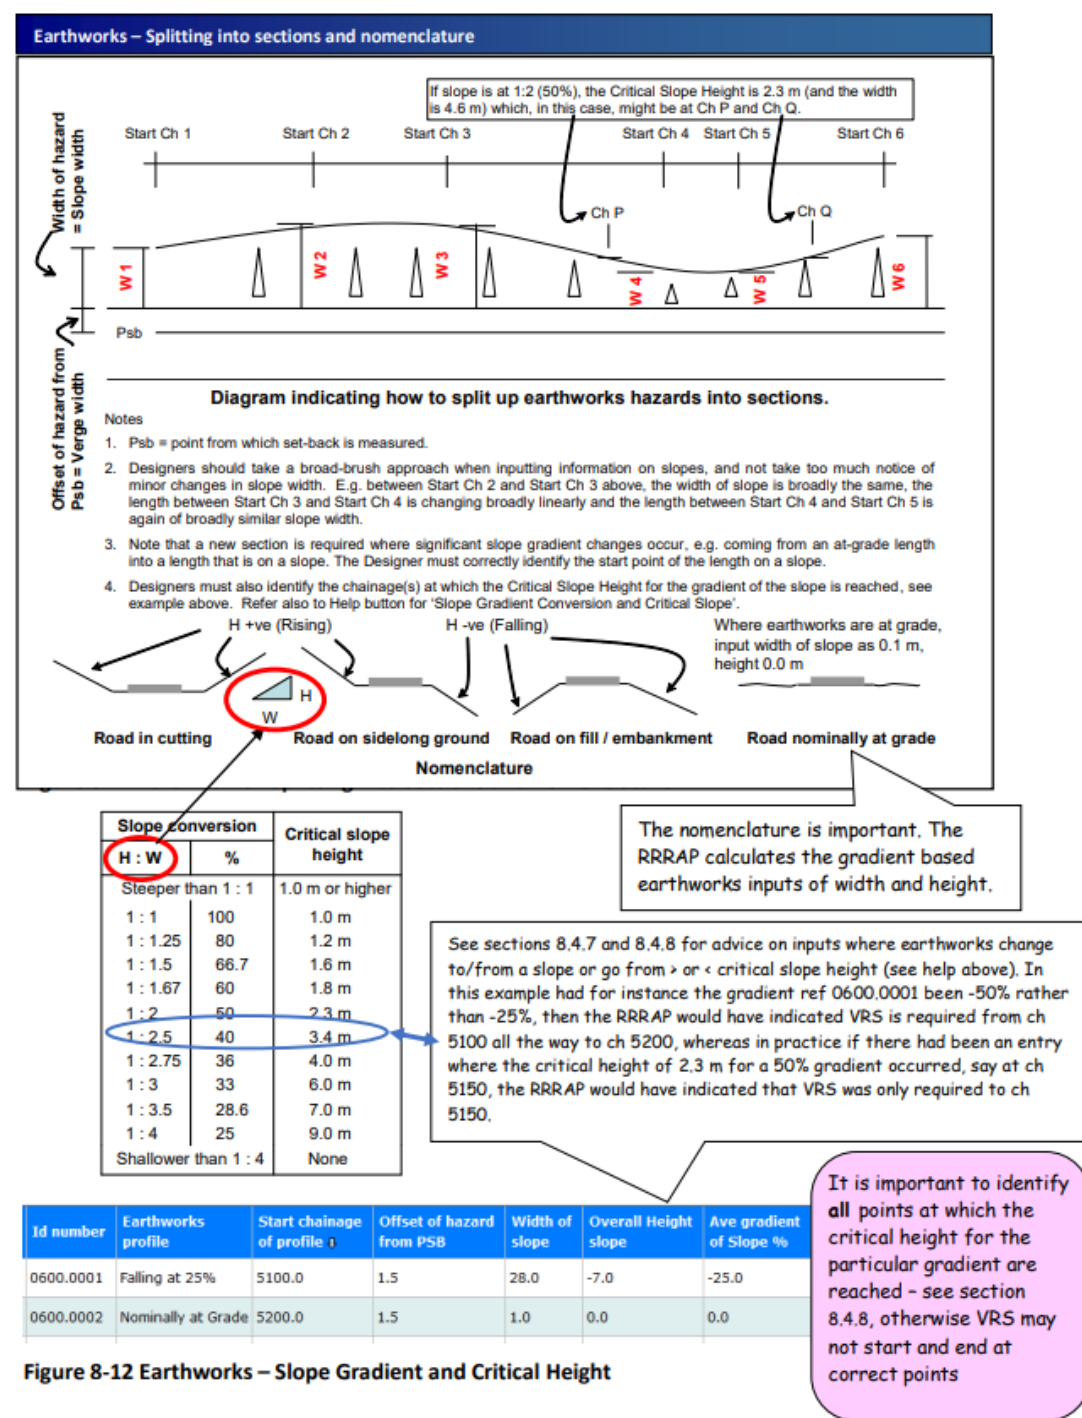 Earthworks – Splitting into sections and nomenclature
If slope is at 1:2 (50%), the Critical Slope Height is 2.3 m (and the width
is 4.6 m) which, in this case, might be at Ch P and Ch Q.
Start Ch 1
Start Ch 2
Start Ch 3
Start Ch 4
Start Ch 5
Start Ch 6
Width of hazard
= Slope width
Ch P
Ch Q
W 1
W 2
W 3
W 4
W 5
W 6
Psb
Offset of hazard from
Psb = Verge width
Diagram indicating how to split up earthworks hazards into sections.
Notes
1. Psb = point from which set-back is measured.
2. Designers should take a broad-brush approach when inputting information on slopes, and not take too much notice of
minor changes in slope width. E.g. between Start Ch 2 and Start Ch 3 above, the width of slope is broadly the same, the
length between Start Ch 3 and Start Ch 4 is changing broadly linearly and the length between Start Ch 4 and Start Ch 5 is
again of broadly similar slope width.
3. Note that a new section is required where significant slope gradient changes occur, e.g. coming from an at-grade length
into a length that is on a slope. The Designer must correctly identify the start point of the length on a slope.
4. Designers must also identify the chainage(s) at which the Critical Slope Height for the gradient of the slope is reached, see
example above. Refer also to Help button for 'Slope Gradient Conversion and Critical Slope'.
H +ve (Rising)
H -ve (Falling)
Where earthworks are at grade,
input width of slope as 0.1 m,
height 0.0 m
H
W
Road in cutting
Road on sidelong ground
Road on fill / embankment
Road nominally at grade
Nomenclature
The nomenclature is important. The
RRRAP calculates the gradient based
earthworks inputs of width and height.
Slope conversion
Critical slope
height
H : W
%
Steeper than 1 : 1 1.0 m or higher
1 : 1 100 1.0 m
1 : 1.25 80 1.2 m
1 : 1.5 66.7 1.6 m
1 : 1.67 60 1.8 m
1 : 2 50 2.3 m
1 : 2.5 40 3.4 m
1 : 2.75 36 4.0 m
1 : 3 33 6.0 m
1 : 3.5 28.6 7.0 m
1 : 4 25 9.0 m
Shallower than 1 : 4 None
See sections 8.4.7 and 8.4.8 for advice on inputs where earthworks change
to/from a slope or go from > or < critical slope height (see help above). In
this example had for instance the gradient ref 0600.0001 been -50% rather
than -25%, then the RRRAP would have indicated VRS is required from ch
5100 all the way to ch 5200, whereas in practice if there had been an entry
where the critical height of 2.3 m for a 50% gradient occurred, say at ch
5150, the RRRAP would have indicated that VRS was only required to ch
5150.
It is important to identify
all points at which the
critical height for the
particular gradient are
reached – see section
8.4.8, otherwise VRS may
not start and end at
correct points
Id number
Earthworks
profile
Start chainage
of profile
Offset of hazard
from PSB
Width of
slope
Overall Height
slope
Ave gradient
of Slope %
0600.0001 Falling at 25% 5100.0 1.5 28.0 -7.0 -25.0
0600.0002 Nominally at Grade 5200.0 1.5 1.0 0.0 0.0
Figure 8-12 Earthworks – Slope Gradient and Critical Height